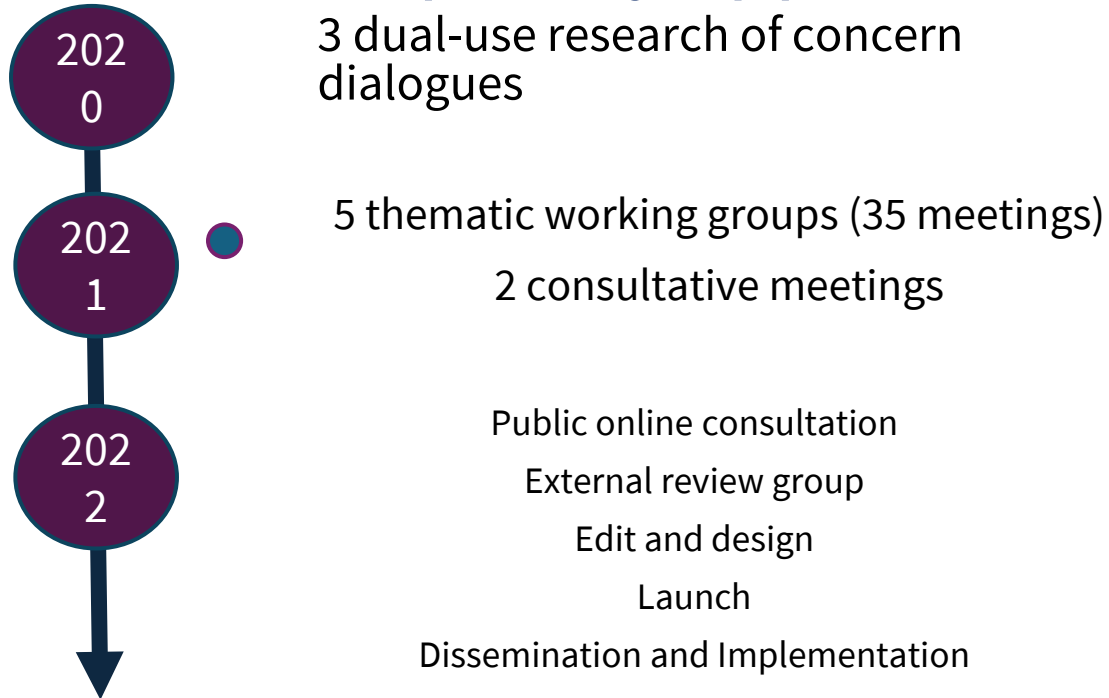 202
0
3 dual-use research of concern
dialogues
202
1
5 thematic working groups (35 meetings)
2 consultative meetings
202
2
Public online consultation
External review group
Edit and design
Launch
Dissemination and Implementation